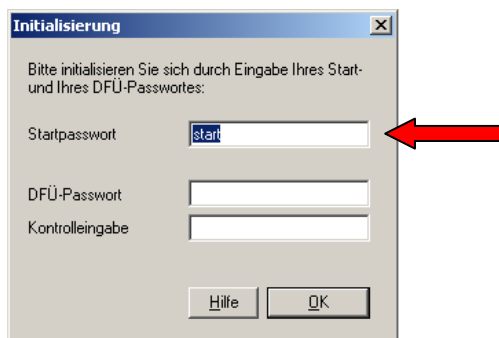 Initialisierung
Bitte initialisieren Sie sich durch Eingabe Ihres Start-
und Ihres DFÜ-Passwortes:
Startpasswort start
DFÜ-Passwort
Kontrolleingabe
Hilfe OK